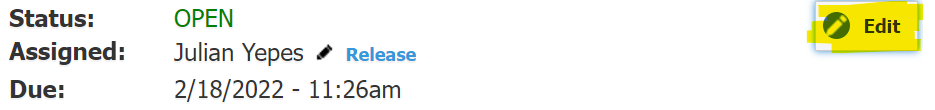 Status: OPEN Edit
Assigned: Julian Yepes Release
Due: 2/18/2022 - 11:26am